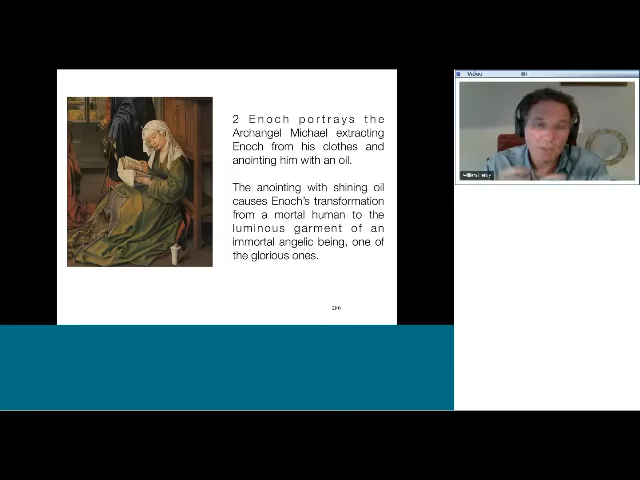 2 Enoch portrays the
Archangel Michael extracting
Enoch from his clothes and
anointing him with an oil.
The anointing with shining oil
causes Enoch's transformation
from a mortal human to the
luminous garment of an
immortal angelic being, one of
the glorious ones.
Video
William Henry